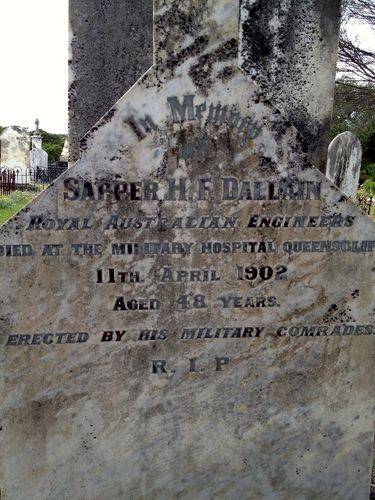 In Memory
of
Sapper H. F. Dallain
Royal Australian Engineers
Died at the Military Hospital Queenscliff
11th April 1902
Aged 48 years.
Erected by his military comrades
R. I. P